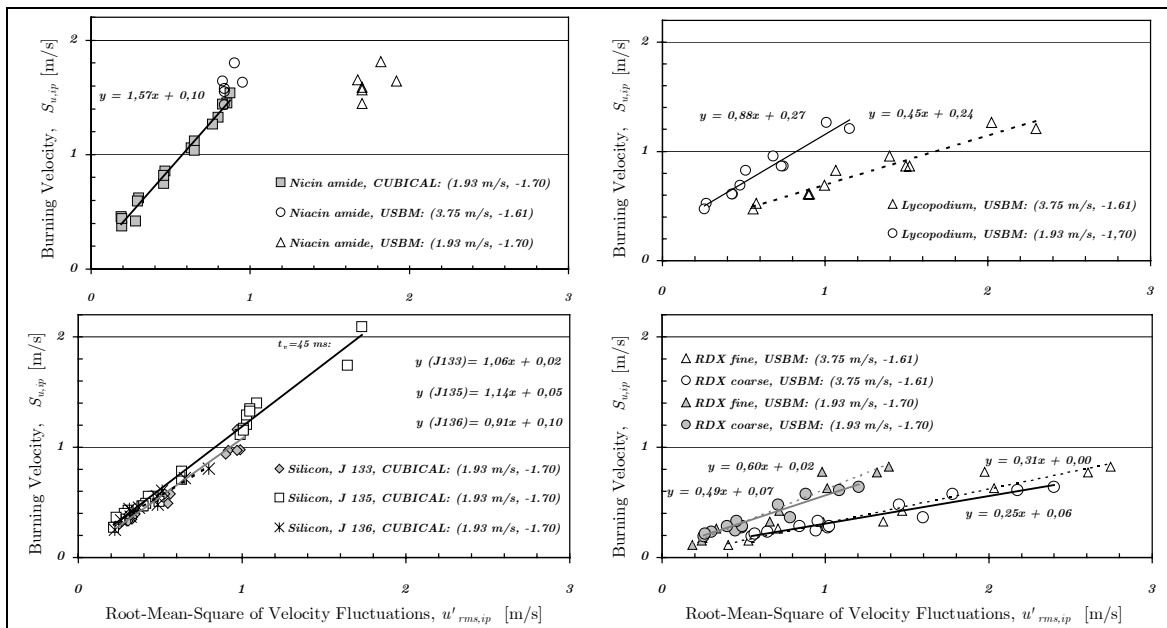 Burning Velocity, S_{u,ip} [m/s]
2
1
0
y = 1,57x + 0,10
Nicin amide, CUBICAL: (1.93 m/s, -1.70)
Niacin amide, USBM: (3.75 m/s, -1.61)
Niacin amide, USBM: (1.93 m/s, -1.70)
0 1 2 3
Burning Velocity, S_{u,ip} [m/s]
2
1
0
y = 0,88x + 0,27
y = 0,45x + 0,24
Lycopodium, USBM: (3.75 m/s, -1.61)
Lycopodium, USBM: (1.93 m/s, -1,70)
0 1 2 3
Burning Velocity, S_{u,ip} [m/s]
2
1
0
t_v=45 ms:
y (J133)= 1,06x + 0,02
y (J135)= 1,14x + 0,05
y (J136)= 0,91x + 0,10
Silicon, J 133, CUBICAL: (1.93 m/s, -1.70)
Silicon, J 135, CUBICAL: (1.93 m/s, -1.70)
Silicon, J 136, CUBICAL: (1.93 m/s, -1.70)
0 1 2 3
Root-Mean-Square of Velocity Fluctuations, u'_{rms,ip} [m/s]
Burning Velocity, S_{u,ip} [m/s]
2
1
0
RDX fine, USBM: (3.75 m/s, -1.61)
RDX coarse, USBM: (3.75 m/s, -1.61)
RDX fine, USBM: (1.93 m/s, -1.70)
RDX coarse, USBM: (1.93 m/s, -1.70)
y = 0,60x + 0,02
y = 0,31x + 0,00
y = 0,49x + 0,07
y = 0,25x + 0,06
0 1 2 3
Root-Mean-Square of Velocity Fluctuations, u'_{rms,ip} [m/s]